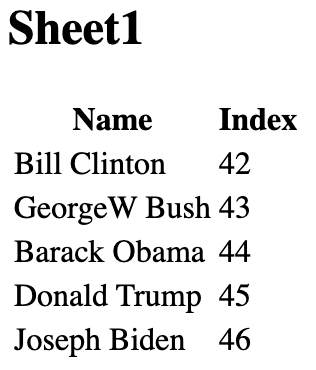 Sheet1
Name Index
Bill Clinton 42
GeorgeW Bush 43
Barack Obama 44
Donald Trump 45
Joseph Biden 46